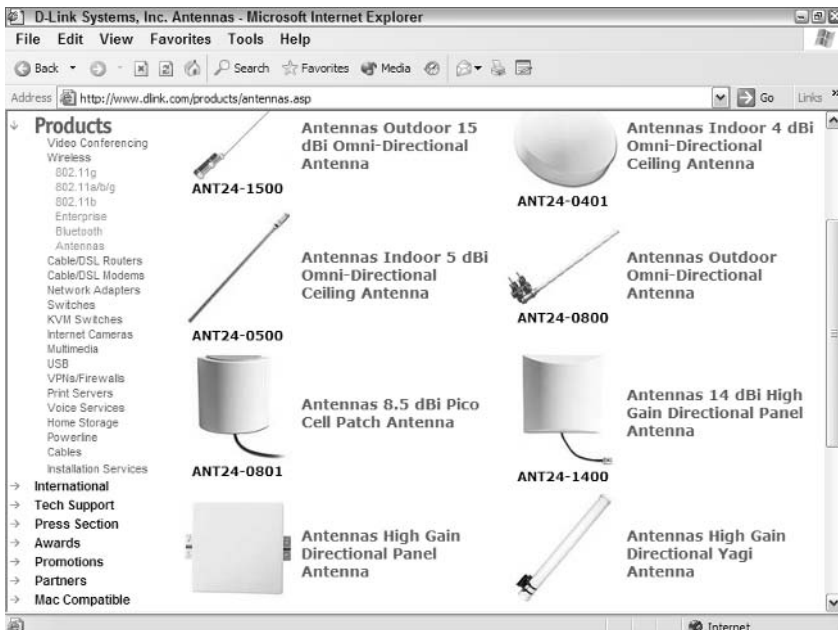 D-Link Systems, Inc. Antennas - Microsoft Internet Explorer
File Edit View Favorites Tools Help
Back Search Favorites Media
Address http://www.dlink.com/products/antennas.asp Go Links »
Products
Video Conferencing
Wireless
802.11g
802.11a/b/g
802.11b
Enterprise
Bluetooth
Antennas
Cable/DSL Routers
Cable/DSL Modems
Network Adapters
Switches
KVM Switches
Internet Cameras
Multimedia
USB
VPNs/Firewalls
Print Servers
Voice Services
Home Storage
Powerline
Cables
Installation Services
International
Tech Support
Press Section
Awards
Promotions
Partners
Mac Compatible
Antennas Outdoor 15
dBi Omni-Directional
Antenna
ANT24-1500
Antennas Indoor 4 dBi
Omni-Directional
Ceiling Antenna
ANT24-0401
Antennas Indoor 5 dBi
Omni-Directional
Ceiling Antenna
ANT24-0500
Antennas Outdoor
Omni-Directional
Antenna
ANT24-0800
Antennas 8.5 dBi Pico
Cell Patch Antenna
ANT24-0801
Antennas 14 dBi High
Gain Directional Panel
Antenna
ANT24-1400
Antennas High Gain
Directional Panel
Antenna
Antennas High Gain
Directional Yagi
Antenna
Internet